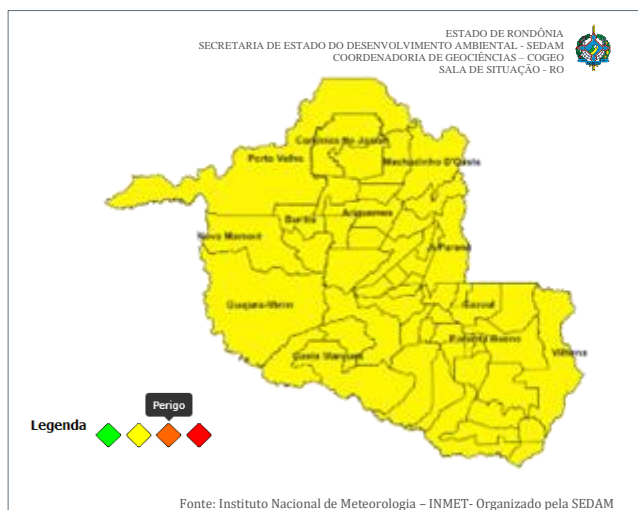 ESTADO DE RONDÔNIA
SECRETARIA DE ESTADO DO DESENVOLVIMENTO AMBIENTAL - SEDAM
COORDENADORIA DE GEOCIÊNCIAS – COGEO
SALA DE SITUAÇÃO - RO
Porto Velho
Machadinho D'Oeste
Buritis
Ariquemes
Nova Mamoré
Guajará-Mirim
Cacoal
Pimenta Bueno
Vilhena
Costa Marques
Perigo
Legenda
Fonte: Instituto Nacional de Meteorologia – INMET- Organizado pela SEDAM